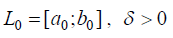 L₀ = [a₀; b₀] , δ > 0